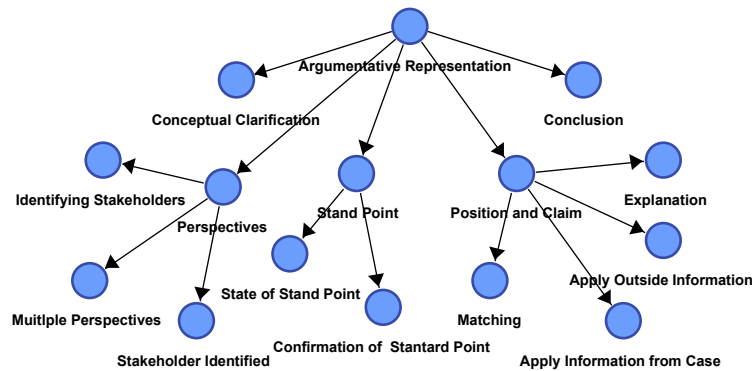 Argumentative Representation
Conceptual Clarification
Conclusion
Identifying Stakeholders
Perspectives
Stand Point
Position and Claim
Explanation
Muitlple Perspectives
Stakeholder Identified
State of Stand Point
Confirmation of Stantard Point
Matching
Apply Outside Information
Apply Information from Case